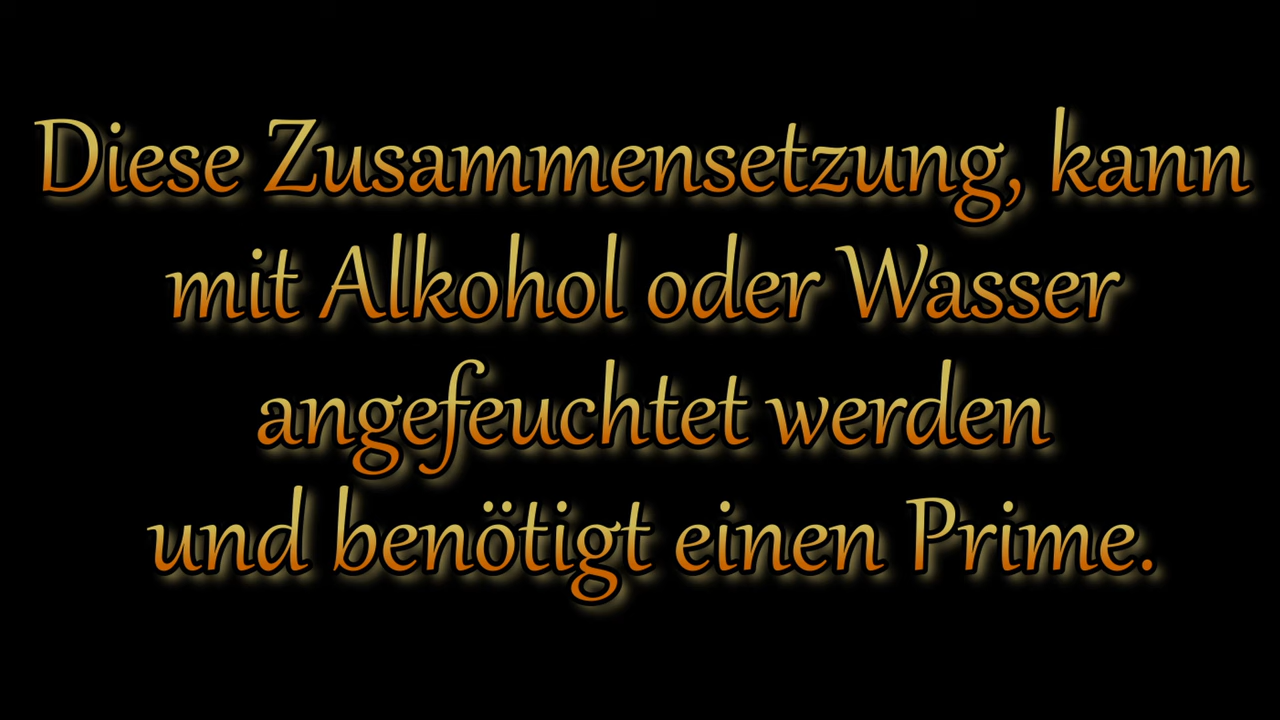 Diese Zusammensetzung, kann
mit Alkohol oder Wasser
angefeuchtet werden
und benötigt einen Prime.